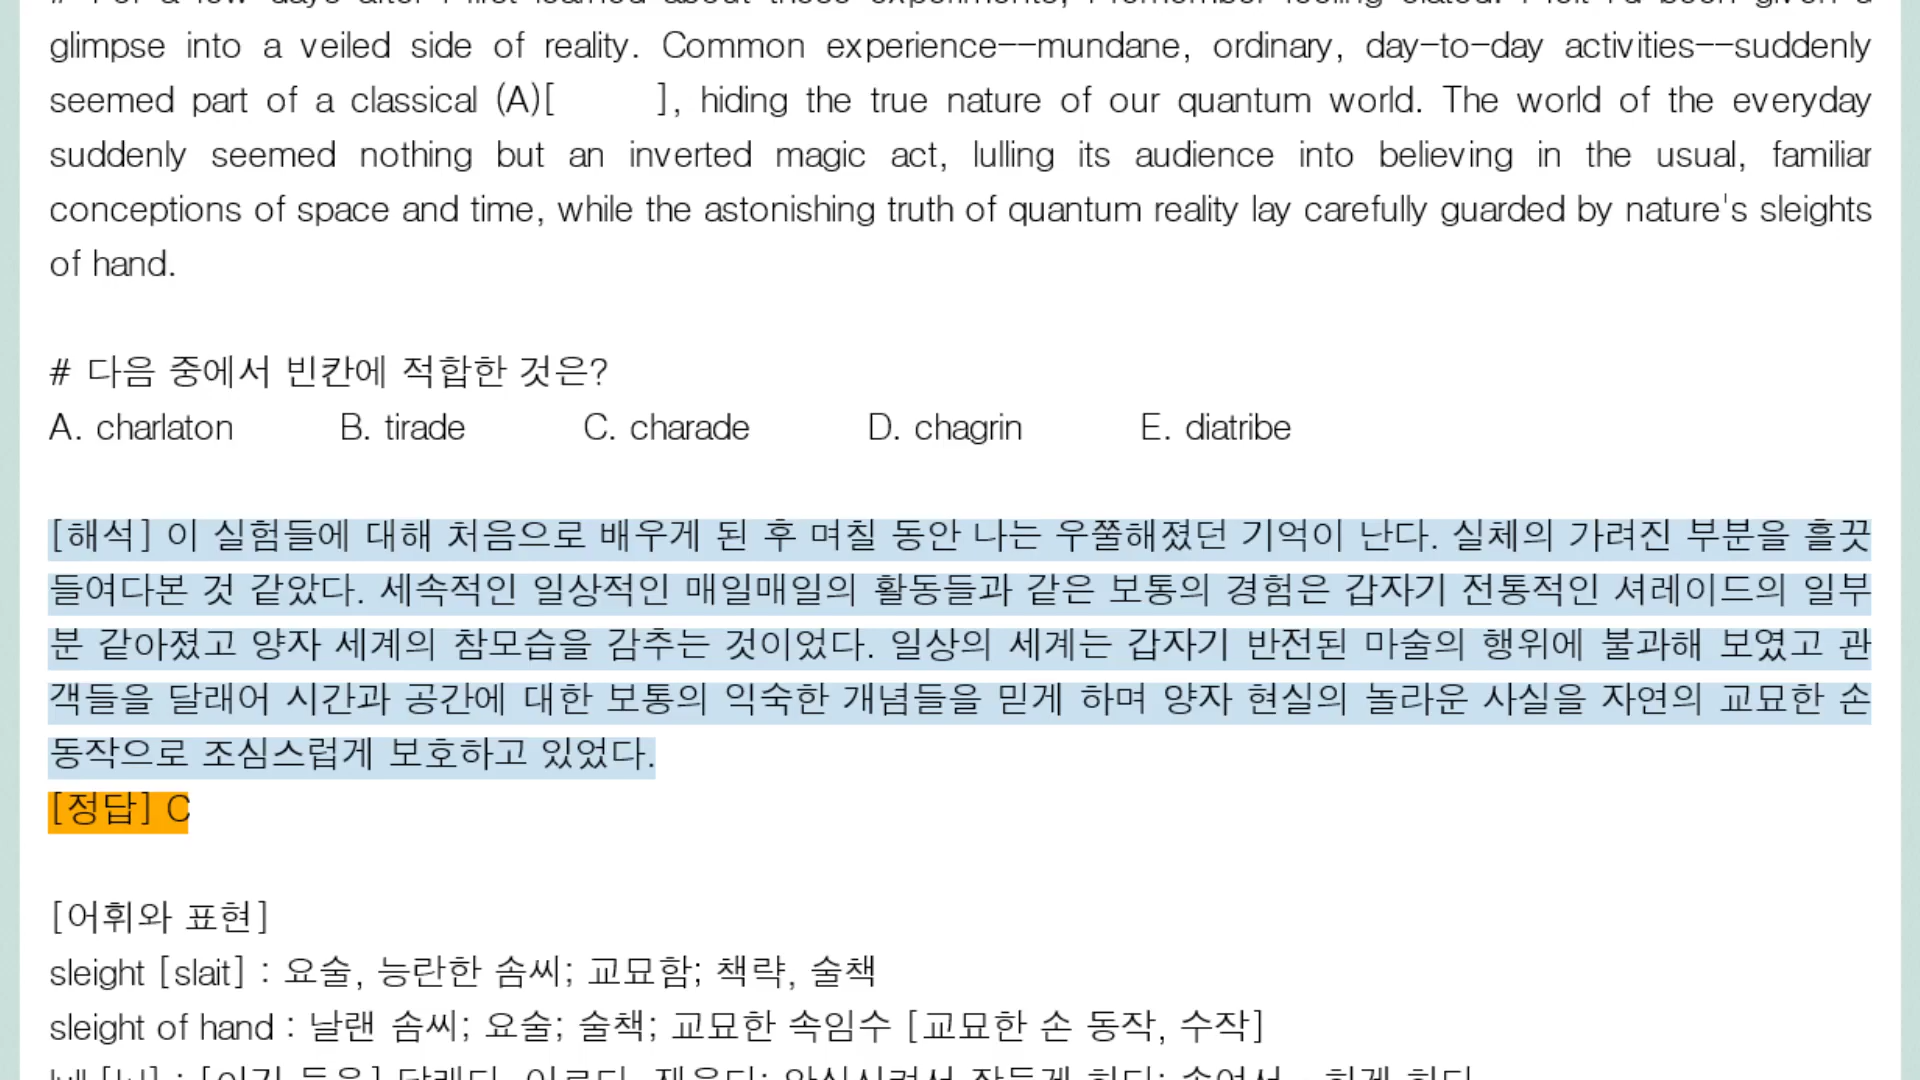 glimpse into a veiled side of reality. Common experience--mundane, ordinary, day-to-day activities--suddenly
seemed part of a classical (A)[ ], hiding the true nature of our quantum world. The world of the everyday
suddenly seemed nothing but an inverted magic act, lulling its audience into believing in the usual, familiar
conceptions of space and time, while the astonishing truth of quantum reality lay carefully guarded by nature's sleights
of hand.
# 다음 중에서 빈칸에 적합한 것은?
A. charlaton B. tirade C. charade D. chagrin E. diatribe
[해석] 이 실험들에 대해 처음으로 배우게 된 후 며칠 동안 나는 우쭐해졌던 기억이 난다. 실체의 가려진 부분을 흘끗
들여다본 것 같았다. 세속적인 일상적인 매일매일의 활동들과 같은 보통의 경험은 갑자기 전통적인 셔레이드의 일부
분 같아졌고 양자 세계의 참모습을 감추는 것이었다. 일상의 세계는 갑자기 반전된 마술의 행위에 불과해 보였고 관
객들을 달래어 시간과 공간에 대한 보통의 익숙한 개념들을 믿게 하며 양자 현실의 놀라운 사실을 자연의 교묘한 손
동작으로 조심스럽게 보호하고 있었다.
[정답] C
[어휘와 표현]
sleight [slait] : 요술, 능란한 솜씨; 교묘함; 책략, 술책
sleight of hand : 날랜 솜씨; 요술; 술책; 교묘한 속임수 [교묘한 손 동작, 수작]